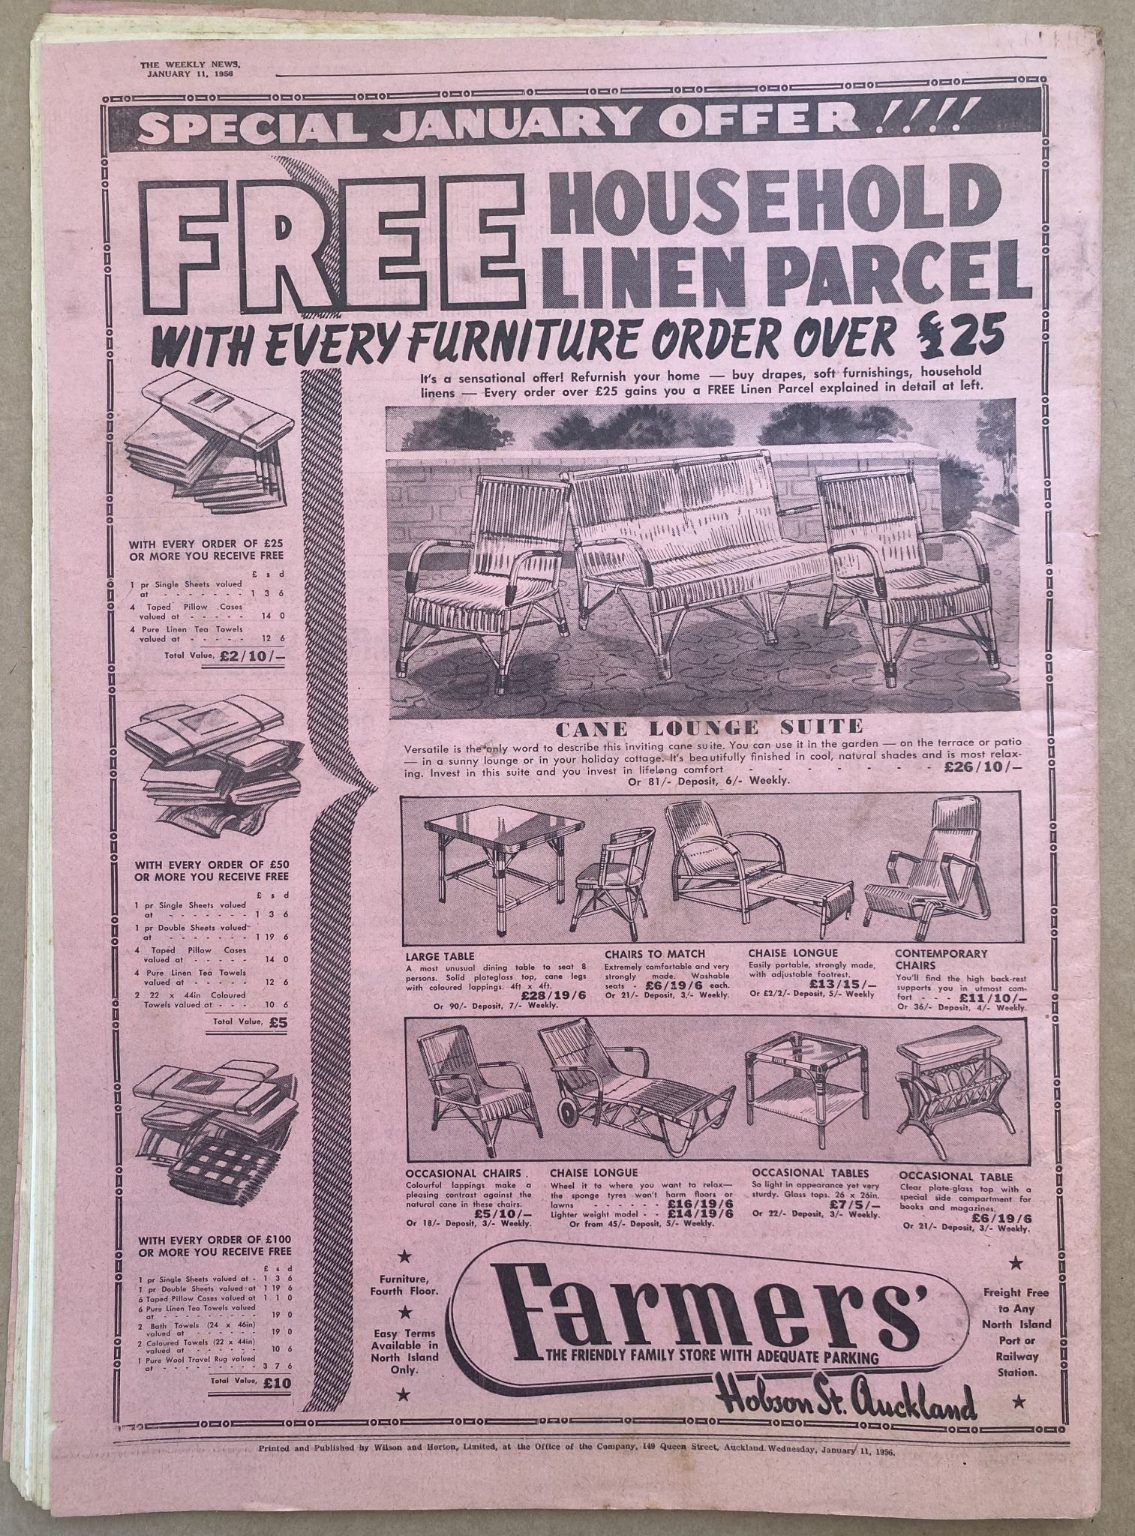 THE WEEKLY NEWS,
JANUARY 11, 1956
SPECIAL JANUARY OFFER !!!!
FREE HOUSEHOLD
LINEN PARCEL
WITH EVERY FURNITURE ORDER OVER £25
It's a sensational offer! Refurnish your home — buy drapes, soft furnishings, household
linens — Every order over £25 gains you a FREE Linen Parcel explained in detail at left.
WITH EVERY ORDER OF £25
OR MORE YOU RECEIVE FREE
£ s d
1 pr Single Sheets valued
at - - - - - - - 1 3 6
4 Taped Pillow Cases
valued at - - - - - 14 0
4 Pure Linen Tea Towels
valued at - - - - - 12 6
Total Value, £2/10/—
WITH EVERY ORDER OF £50
OR MORE YOU RECEIVE FREE
£ s d
1 pr Single Sheets valued
at - - - - - - - 1 3 6
1 pr Double Sheets valued
at - - - - - - - 1 19 6
4 Taped Pillow Cases
valued at - - - - - 14 0
4 Pure Linen Tea Towels
valued at - - - - - 12 6
2 22 x 44in Coloured
Towels valued at - - - 10 6
Total Value, £5
WITH EVERY ORDER OF £100
OR MORE YOU RECEIVE FREE
£ s d
1 pr Single Sheets valued at - 1 3 6
1 pr Double Sheets valued at - 1 19 6
6 Taped Pillow Cases valued at 1 1 0
6 Pure Linen Tea Towels valued
at - - - - - - - 19 0
2 Bath Towels (24 x 46in)
valued at - - - - - 19 0
2 Coloured Towels (22 x 44in)
valued at - - - - - 10 6
1 Pure Wool Travel Rug valued
at - - - - - - - 3 7 6
Total Value, £10
CANE LOUNGE SUITE
Versatile is the only word to describe this inviting cane suite. You can use it in the garden — on the terrace or patio
— in a sunny lounge or in your holiday cottage. It's beautifully finished in cool, natural shades and is most relax-
ing. Invest in this suite and you invest in lifelong comfort - - - - - - - - £26/10/—
Or 81/- Deposit, 6/- Weekly.
LARGE TABLE
A most unusual dining table to seat 8
persons. Solid plateglass top, cane legs
with coloured lappings. 4ft x 4ft.
£28/19/6
Or 90/- Deposit, 7/- Weekly.
CHAIRS TO MATCH
Extremely comfortable and very
strongly made. Washable
seats - £6/19/6 each.
Or 21/- Deposit, 3/- Weekly.
CHAISE LONGUE
Easily portable, strongly made,
with adjustable footrest.
£13/15/—
Or £2/2/- Deposit, 5/- Weekly
CONTEMPORARY
CHAIRS
You'll find the high back-rest
supports you in utmost com-
fort - - - £11/10/—
Or 36/- Deposit, 4/- Weekly.
OCCASIONAL CHAIRS
Colourful lappings make a
pleasing contrast against the
natural cane in these chairs.
£5/10/—
Or 18/- Deposit, 3/- Weekly.
CHAISE LONGUE
Wheel it to where you want to relax—
the sponge tyres won't harm floors or
lawns - - - - - - £16/19/6
Lighter weight model - - £14/19/6
Or from 45/- Deposit, 5/- Weekly.
OCCASIONAL TABLES
So light in appearance yet very
sturdy. Glass tops. 26 x 26in.
£7/5/—
Or 22/- Deposit, 3/- Weekly.
OCCASIONAL TABLE
Clear plate-glass top with a
special side compartment for
books and magazines.
£6/19/6
Or 21/- Deposit, 3/- Weekly.
Furniture,
Fourth Floor.
Easy Terms
Available in
North Island
Only.
Farmers'
THE FRIENDLY FAMILY STORE WITH ADEQUATE PARKING
Hobson St. Auckland
Freight Free
to Any
North Island
Port or
Railway
Station.
Printed and Published by Wilson and Horton, Limited, at the Office of the Company, 149 Queen Street, Auckland. Wednesday, January 11, 1956.